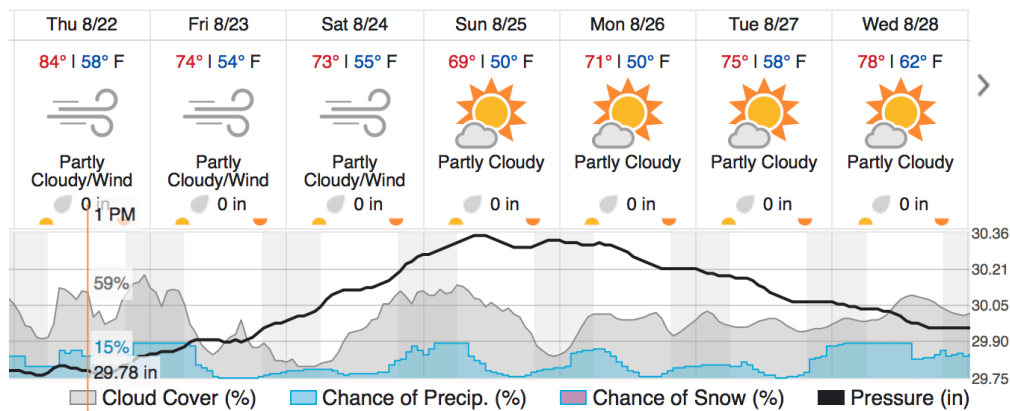 Thu 8/22 Fri 8/23 Sat 8/24 Sun 8/25 Mon 8/26 Tue 8/27 Wed 8/28
84° | 58° F 74° | 54° F 73° | 55° F 69° | 50° F 71° | 50° F 75° | 58° F 78° | 62° F
Partly Partly Partly Partly Cloudy Partly Cloudy Partly Cloudy Partly Cloudy
Cloudy/Wind Cloudy/Wind Cloudy/Wind
0 in 0 in 0 in 0 in 0 in 0 in 0 in
1 PM
30.36
59%
30.21
30.05
15%
29.90
29.78 in
29.75
Cloud Cover (%) Chance of Precip. (%) Chance of Snow (%) Pressure (in)